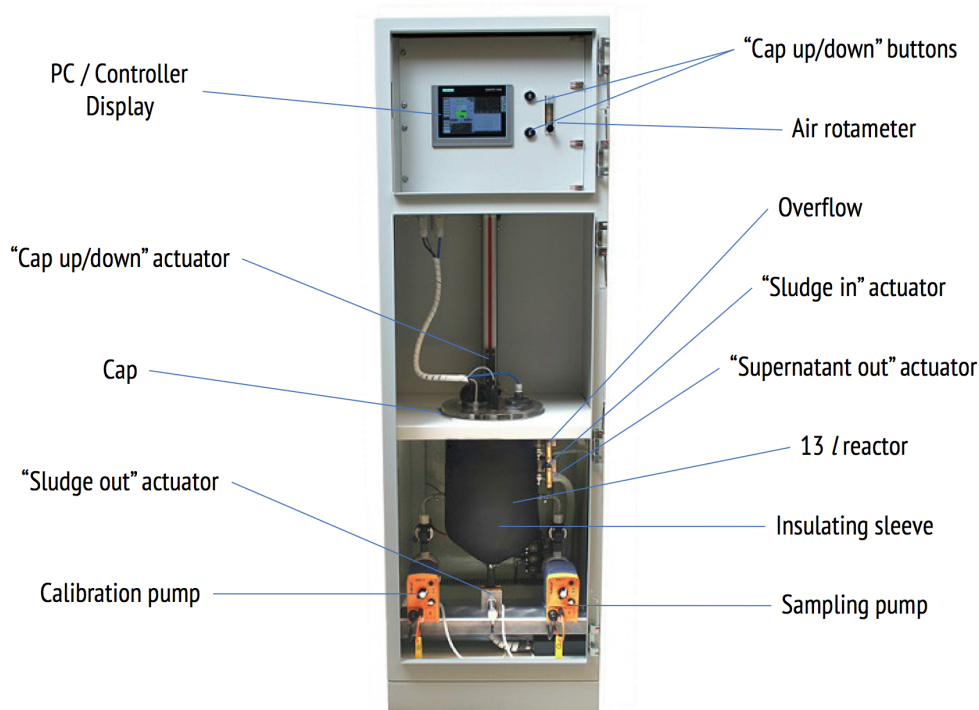 “Cap up/down” buttons
PC / Controller
Display
Air rotameter
Overflow
“Cap up/down” actuator
“Sludge in” actuator
Cap
“Supernatant out” actuator
13 l reactor
“Sludge out” actuator
Insulating sleeve
Calibration pump
Sampling pump